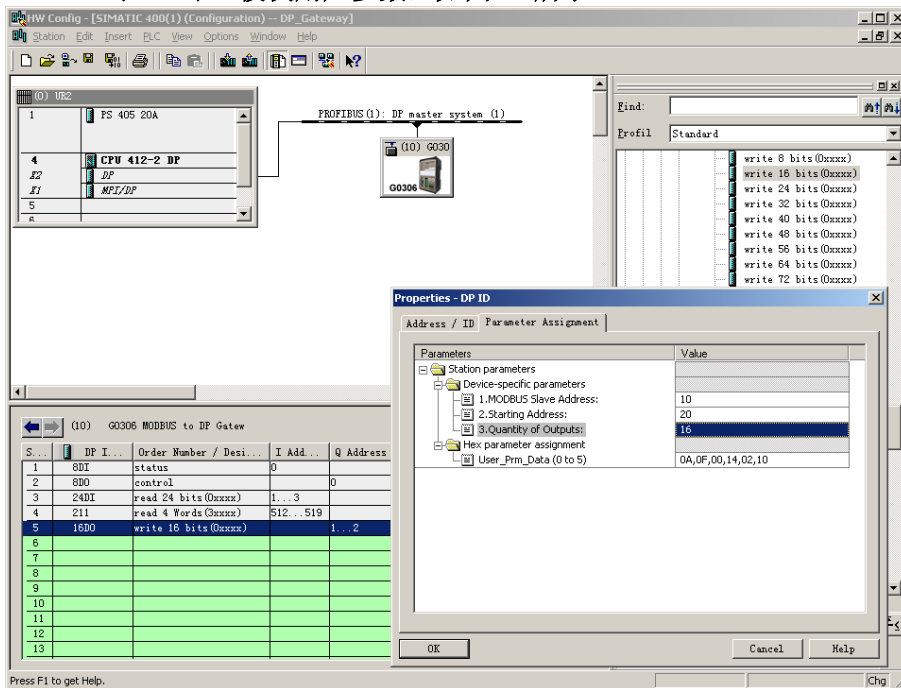 HW Config - [SIMATIC 400(1) (Configuration) -- DP_Gateway]
Station Edit Insert PLC View Options Window Help
(0) UR2
1 PS 405 20A
4 CPU 412-2 DP
X2 DP
X1 MPI/DP
5
6
PROFIBUS(1): DP master system (1)
(10) G030
G0306
Find:
Profil Standard
write 8 bits(0xxxx)
write 16 bits(0xxxx)
write 24 bits(0xxxx)
write 32 bits(0xxxx)
write 40 bits(0xxxx)
write 48 bits(0xxxx)
write 56 bits(0xxxx)
write 64 bits(0xxxx)
write 72 bits(0xxxx)
Properties - DP ID
Address / ID Parameter Assignment
Parameters Value
Station parameters
Device-specific parameters
1.MODBUS Slave Address: 10
2.Starting Address: 20
3.Quantity of Outputs: 16
Hex parameter assignment
User_Prm_Data (0 to 5) 0A,0F,00,14,02,10
OK Cancel Help
(10) G0306 MODBUS to DP Gatew
S... DP I... Order Number / Desi... I Add... Q Address
1 8DI status 0
2 8DO control 0
3 24DI read 24 bits(0xxxx) 1...3
4 211 read 4 Words(3xxxx) 512...519
5 16DO write 16 bits(0xxxx) 1...2
6
7
8
9
10
11
12
13
Press F1 to get Help. Chg